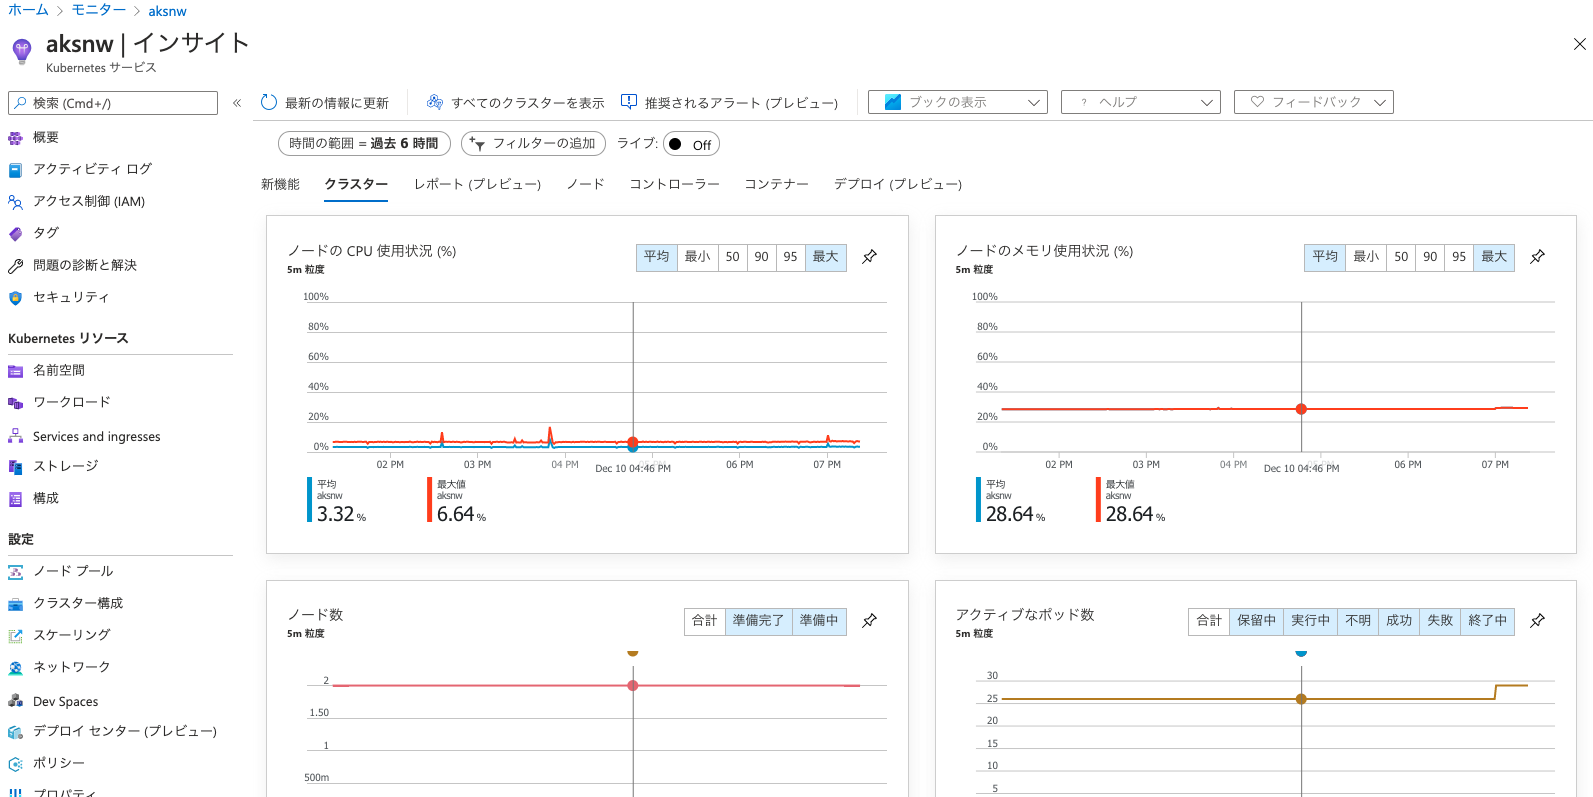 ホーム > モニター > aksnw
aksnw | インサイト
Kubernetes サービス
検索 (Cmd+/)
概要
アクティビティ ログ
アクセス制御 (IAM)
タグ
問題の診断と解決
セキュリティ
Kubernetes リソース
名前空間
ワークロード
Services and ingresses
ストレージ
構成
設定
ノード プール
クラスター構成
スケーリング
ネットワーク
Dev Spaces
デプロイ センター (プレビュー)
ポリシー
プロパティ
最新の情報に更新 すべてのクラスターを表示 推奨されるアラート (プレビュー) ブックの表示 ? ヘルプ フィードバック
時間の範囲 = 過去 6 時間 フィルターの追加 ライブ: Off
新機能 クラスター レポート (プレビュー) ノード コントローラー コンテナー デプロイ (プレビュー)
ノードの CPU 使用状況 (%)
5m 粒度
平均 最小 50 90 95 最大
100%
80%
60%
40%
20%
0%
02 PM 03 PM 04 PM Dec 10 04:46 PM 06 PM 07 PM
平均 最大値
aksnw aksnw
3.32 % 6.64 %
ノードのメモリ使用状況 (%)
5m 粒度
平均 最小 50 90 95 最大
100%
80%
60%
40%
20%
0%
02 PM 03 PM 04 PM Dec 10 04:46 PM 06 PM 07 PM
平均 最大値
aksnw aksnw
28.64 % 28.64 %
ノード数
5m 粒度
合計 準備完了 準備中
2
1.50
1
500m
アクティブなポッド数
5m 粒度
合計 保留中 実行中 不明 成功 失敗 終了中
30
25
20
15
10
5